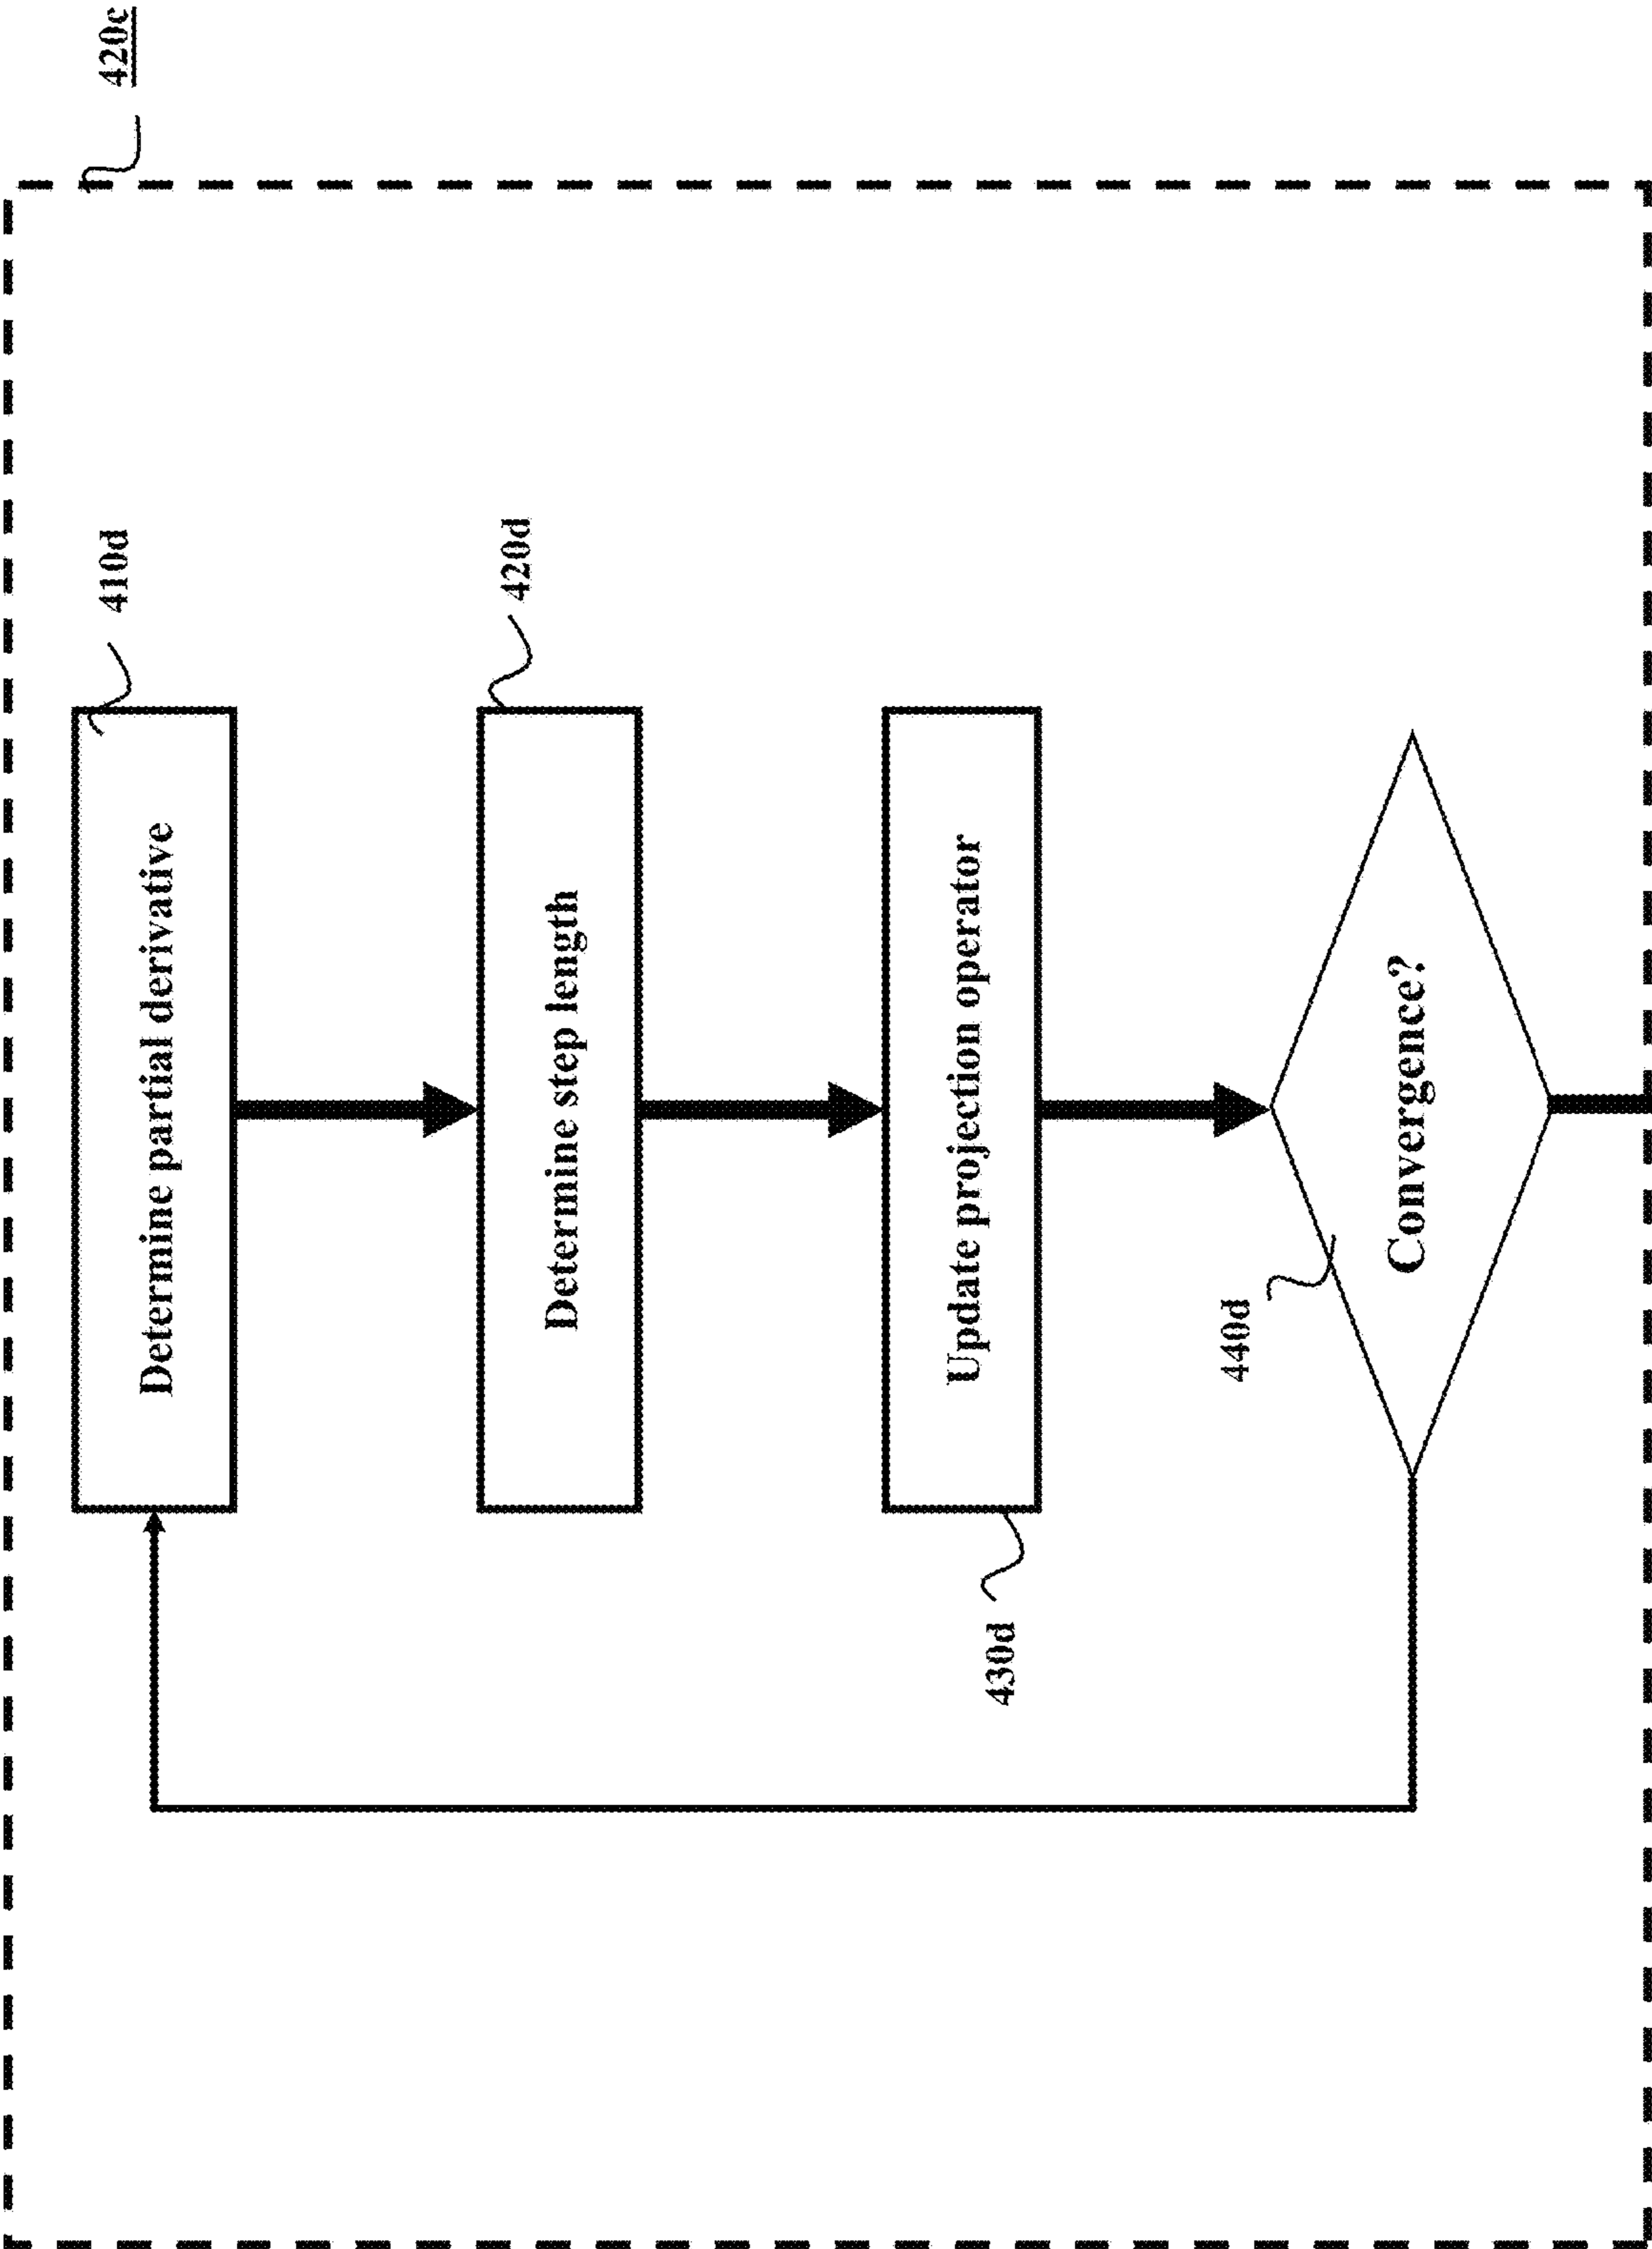 420c
410d
Determine partial derivative
420d
Determine step length
Update projection operator
430d
440d
Convergence?